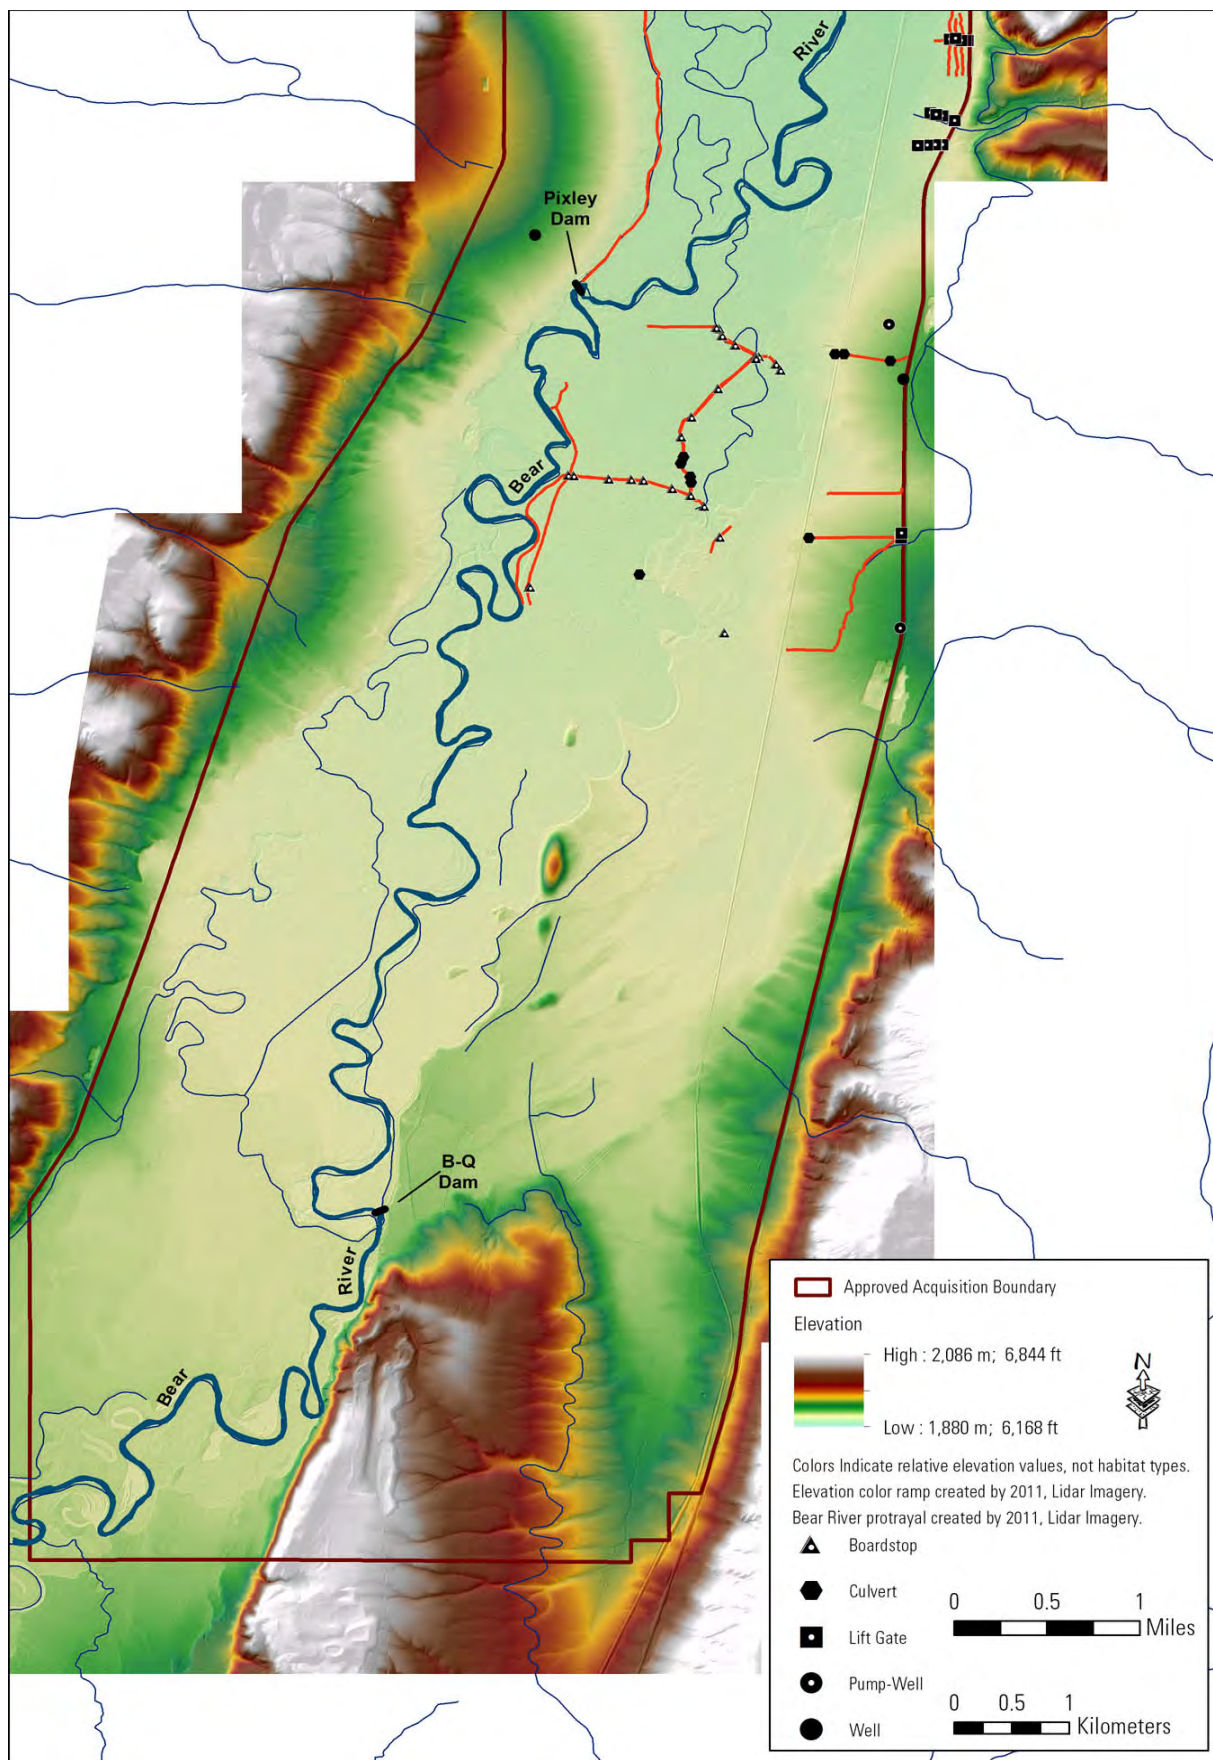 River
Pixley
Dam
Bear
B-Q
Dam
River
Bear
Approved Acquisition Boundary
Elevation
High : 2,086 m; 6,844 ft
Low : 1,880 m; 6,168 ft
N
Colors Indicate relative elevation values, not habitat types.
Elevation color ramp created by 2011, Lidar Imagery.
Bear River protrayal created by 2011, Lidar Imagery.
Boardstop
Culvert
0 0.5 1
Miles
Lift Gate
Pump-Well
0 0.5 1
Kilometers
Well